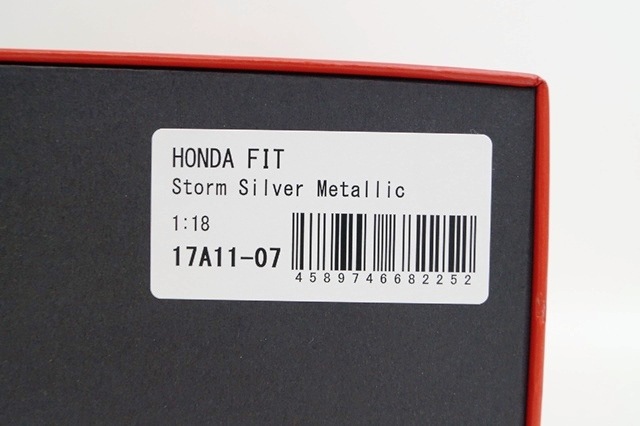 HONDA FIT
Storm Silver Metallic
1:18
17A11-07
4589746682252